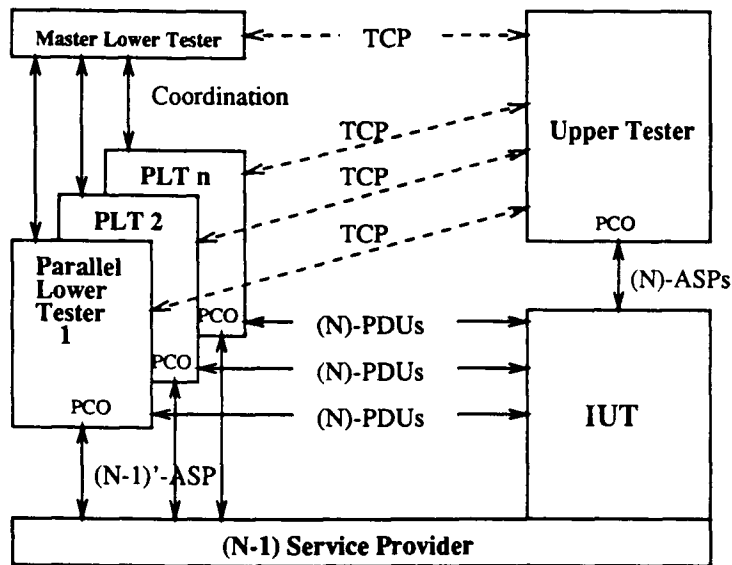 Master Lower Tester
TCP
Coordination
Upper Tester
TCP
PLT n
TCP
PLT 2
TCP
PCO
Parallel
Lower
Tester
1
(N)-ASPs
PCO
(N)-PDUs
PCO
(N)-PDUs
PCO
(N)-PDUs
IUT
(N-1)'-ASP
(N-1) Service Provider